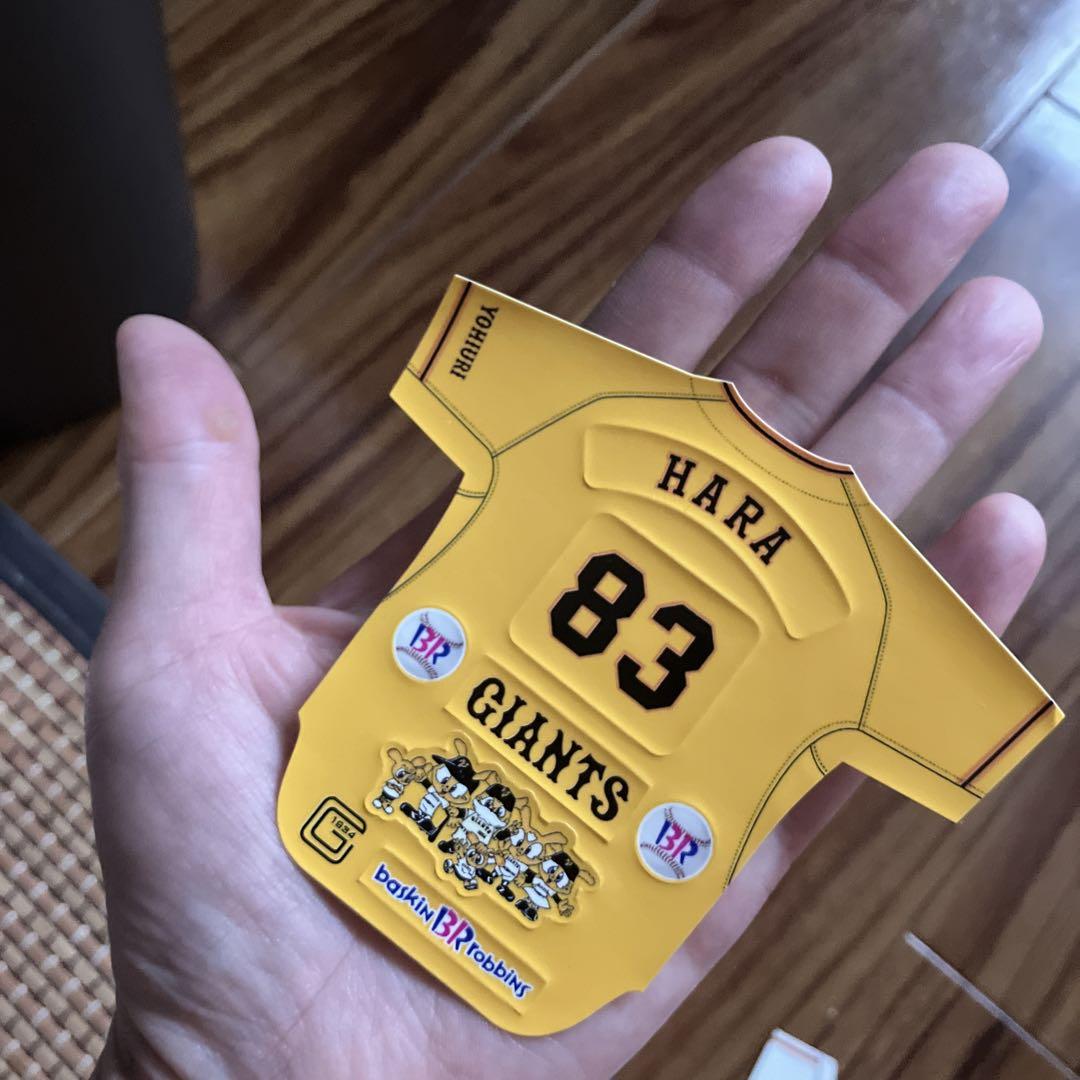 YOMIURI
HARA
83
BR
GIANTS
BR
G
1934
baskin BR robbins